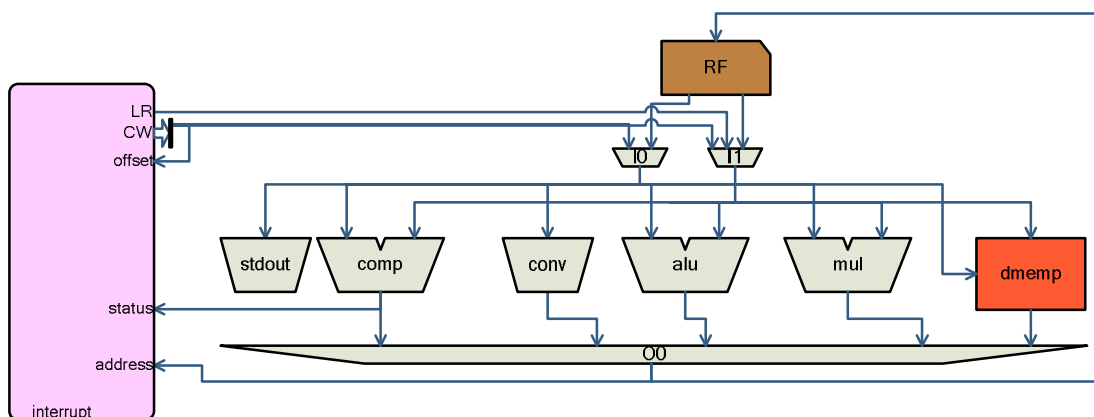 RF
LR
CW
offset
I0
I1
stdout
comp
conv
alu
mul
dmemp
status
O0
address
interrupt